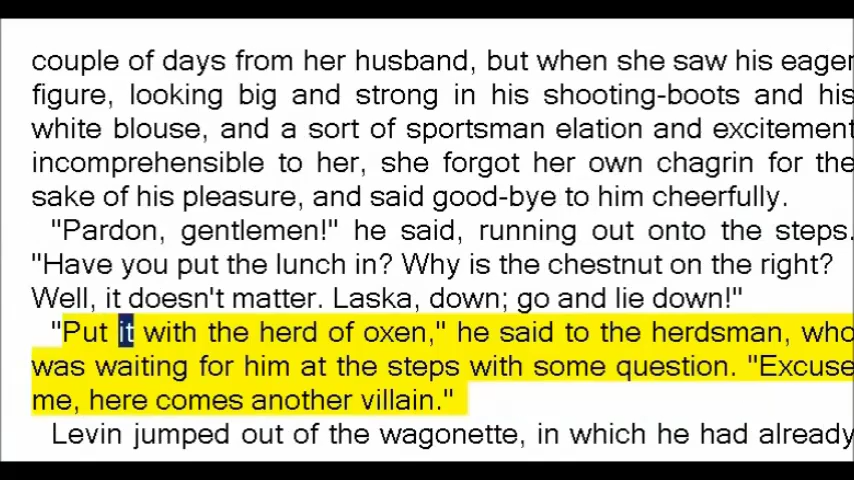 couple of days from her husband, but when she saw his eager
figure, looking big and strong in his shooting-boots and his
white blouse, and a sort of sportsman elation and excitement
incomprehensible to her, she forgot her own chagrin for the
sake of his pleasure, and said good-bye to him cheerfully.
"Pardon, gentlemen!" he said, running out onto the steps.
"Have you put the lunch in? Why is the chestnut on the right?
Well, it doesn't matter. Laska, down; go and lie down!"
"Put it with the herd of oxen," he said to the herdsman, who
was waiting for him at the steps with some question. "Excuse
me, here comes another villain."
Levin jumped out of the wagonette, in which he had already